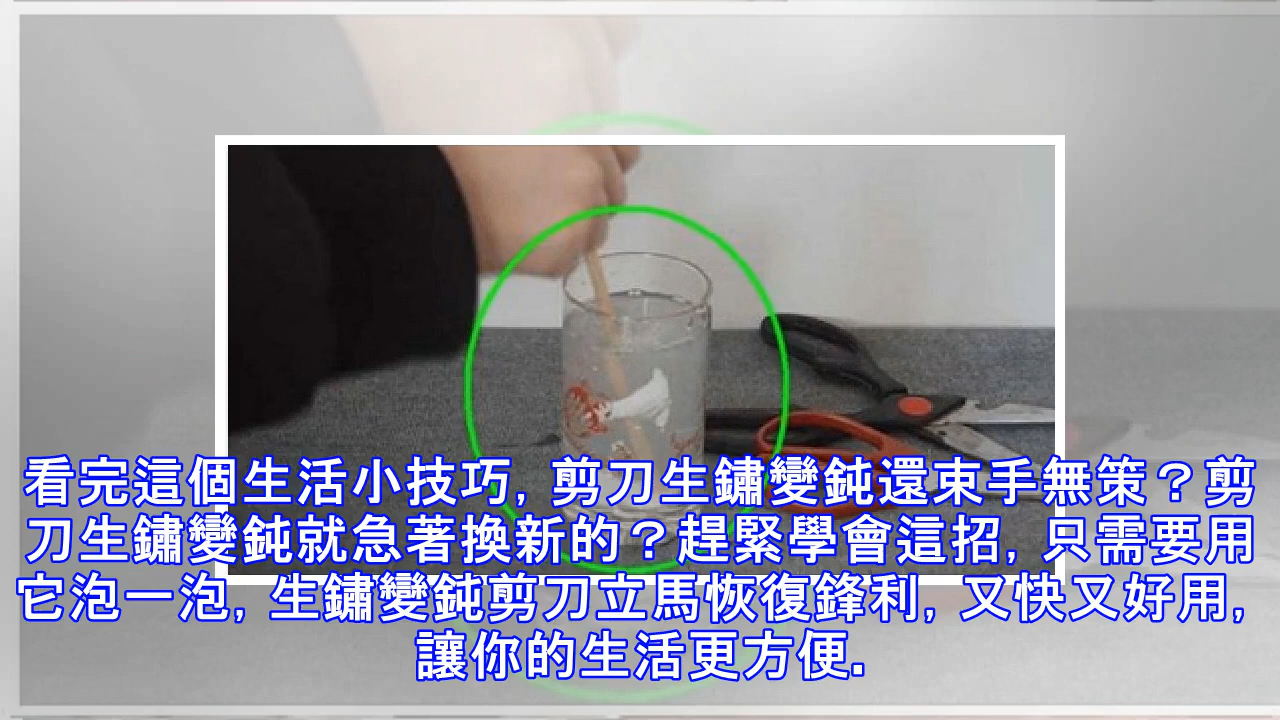 看完這個生活小技巧, 剪刀生鏽變鈍還束手無策？剪
刀生鏽變鈍就急著換新的？趕緊學會這招, 只需要用
它泡一泡, 生鏽變鈍剪刀立馬恢復鋒利, 又快又好用,
讓你的生活更方便.